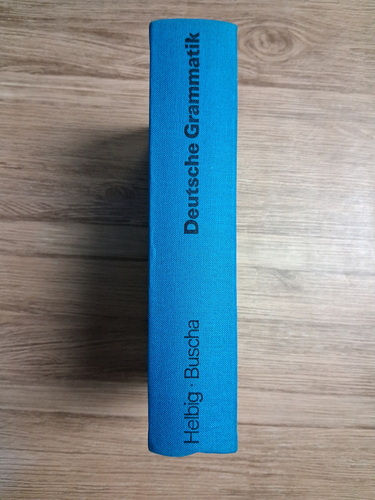 Helbig · Buscha
Deutsche Grammatik